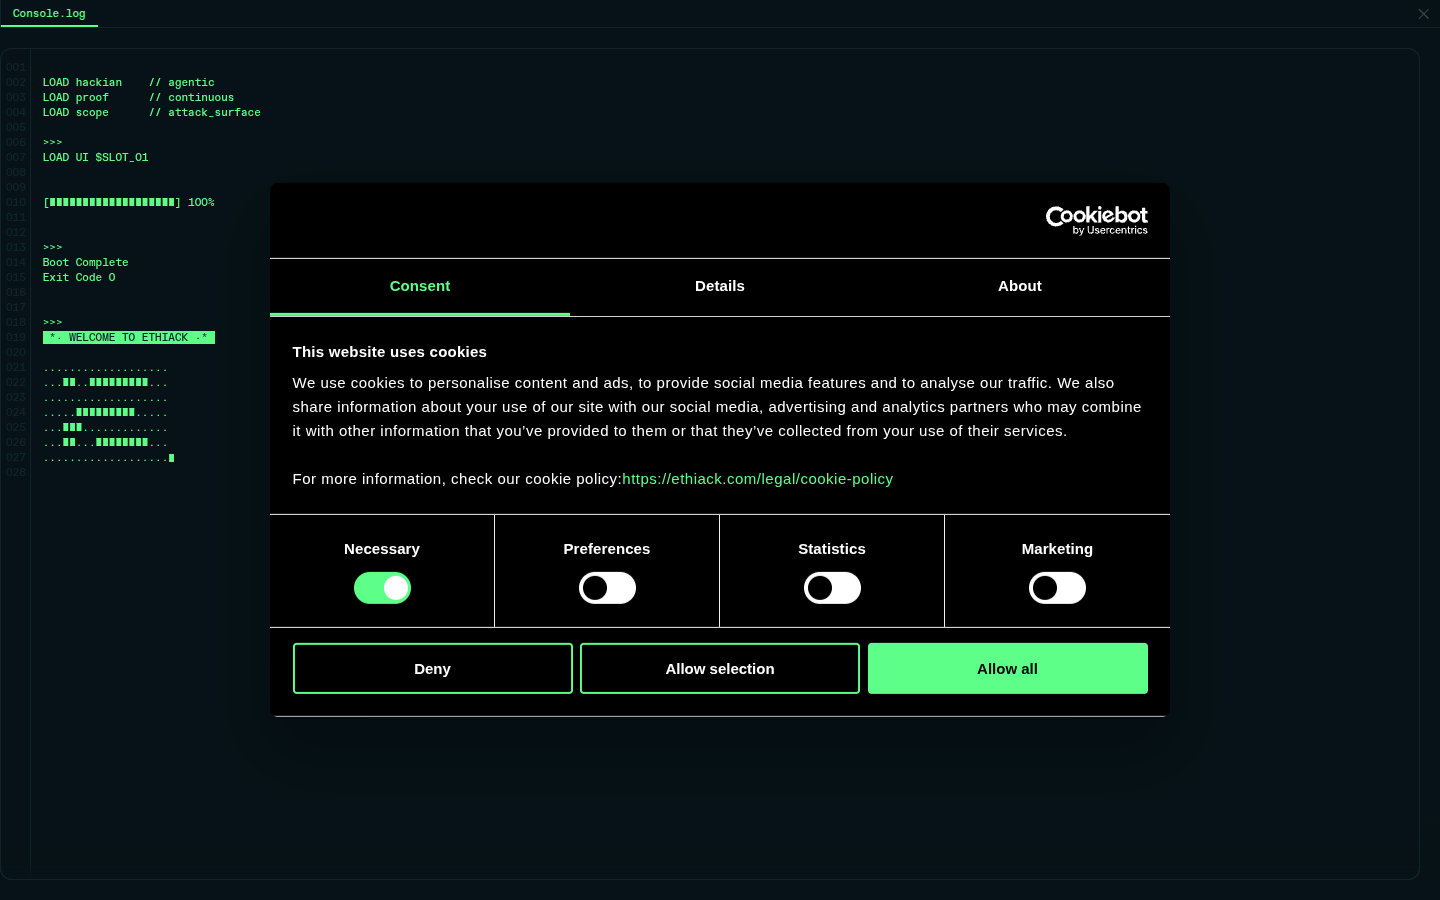 Console.log
001
002 LOAD hackian // agentic
003 LOAD proof // continuous
004 LOAD scope // attack_surface
005
006 >>>
007 LOAD UI $SLOT_01
008
009
010 [▮▮▮▮▮▮▮▮▮▮▮▮▮▮▮▮▮▮▮] 100%
011
012
013 >>>
014 Boot Complete
015 Exit Code 0
016
017
018 >>>
019 *· WELCOME TO ETHIACK ·*
020
021 ...................
022 ...▮▮..▮▮▮▮▮▮▮▮▮...
023 ...................
024 .....▮▮▮▮▮▮▮▮▮.....
025 ...▮▮▮.............
026 ...▮▮...▮▮▮▮▮▮▮▮...
027 ...................▮
028
Cookiebot
by Usercentrics
Consent Details About
This website uses cookies
We use cookies to personalise content and ads, to provide social media features and to analyse our traffic. We also
share information about your use of our site with our social media, advertising and analytics partners who may combine
it with other information that you’ve provided to them or that they’ve collected from your use of their services.
For more information, check our cookie policy:https://ethiack.com/legal/cookie-policy
Necessary Preferences Statistics Marketing
Deny Allow selection Allow all